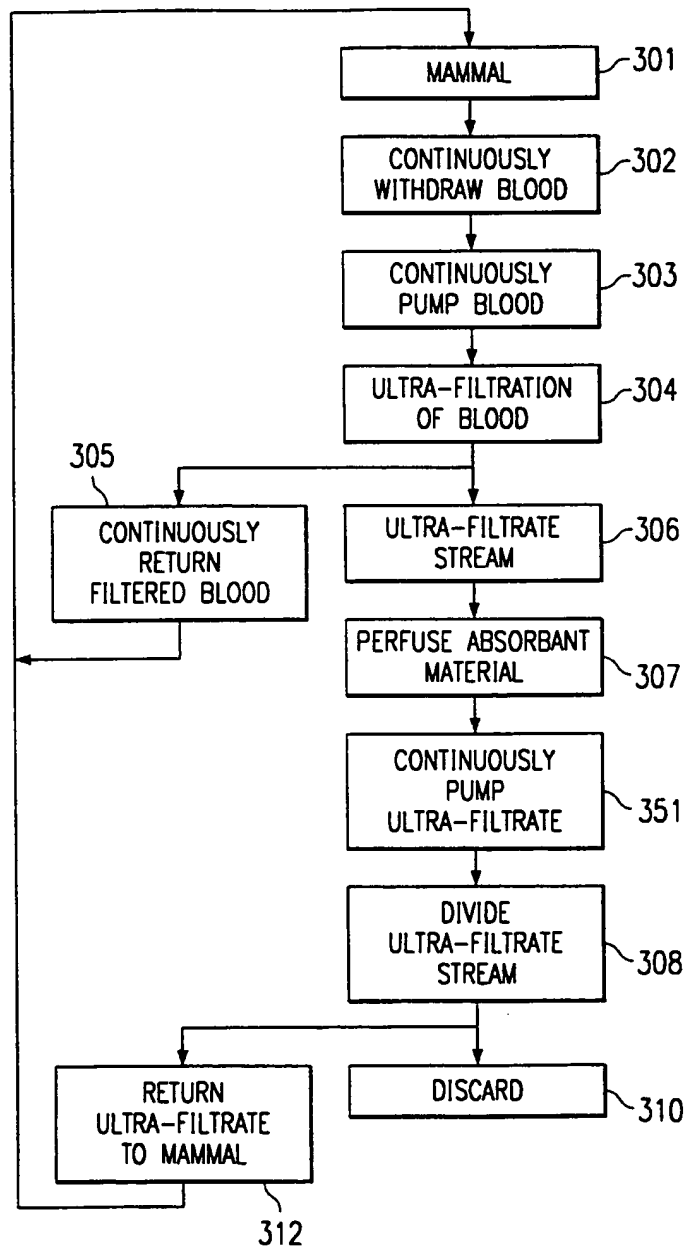 MAMMAL
301
CONTINUOUSLY
WITHDRAW BLOOD
302
CONTINUOUSLY
PUMP BLOOD
303
ULTRA-FILTRATION
OF BLOOD
304
305
CONTINUOUSLY
RETURN
FILTERED BLOOD
ULTRA-FILTRATE
STREAM
306
PERFUSE ABSORBANT
MATERIAL
307
CONTINUOUSLY
PUMP
ULTRA-FILTRATE
351
DIVIDE
ULTRA-FILTRATE
STREAM
308
RETURN
ULTRA-FILTRATE
TO MAMMAL
312
DISCARD
310